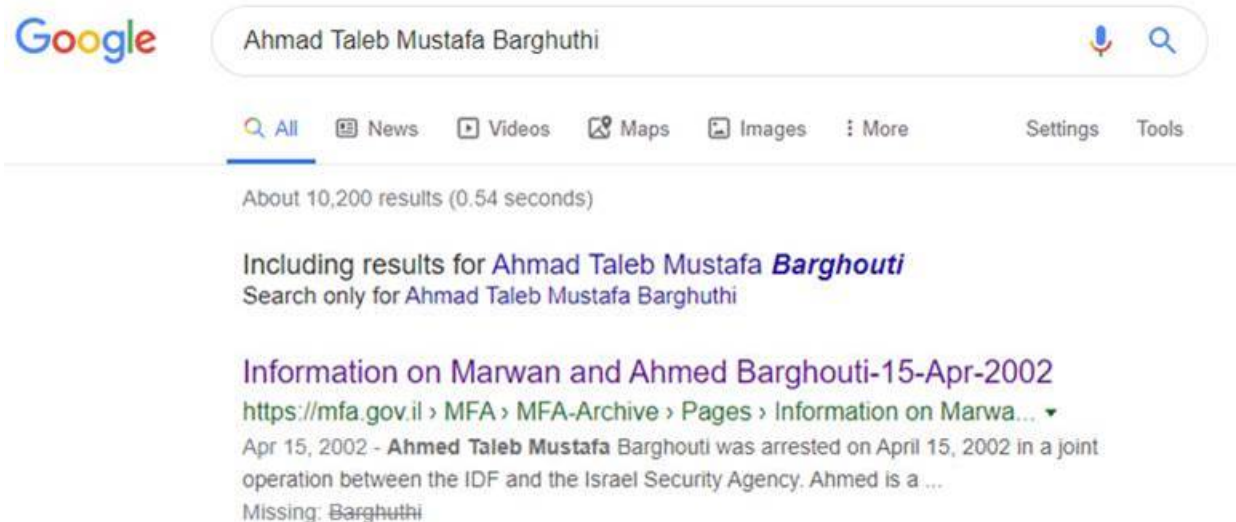 Google
Ahmad Taleb Mustafa Barghuthi
All News Videos Maps Images More Settings Tools
About 10,200 results (0.54 seconds)
Including results for Ahmad Taleb Mustafa Barghouti
Search only for Ahmad Taleb Mustafa Barghuthi
Information on Marwan and Ahmed Barghouti-15-Apr-2002
https://mfa.gov.il › MFA › MFA-Archive › Pages › Information on Marwa...
Apr 15, 2002 - Ahmed Taleb Mustafa Barghouti was arrested on April 15, 2002 in a joint
operation between the IDF and the Israel Security Agency. Ahmed is a ...
Missing: Barghuthi